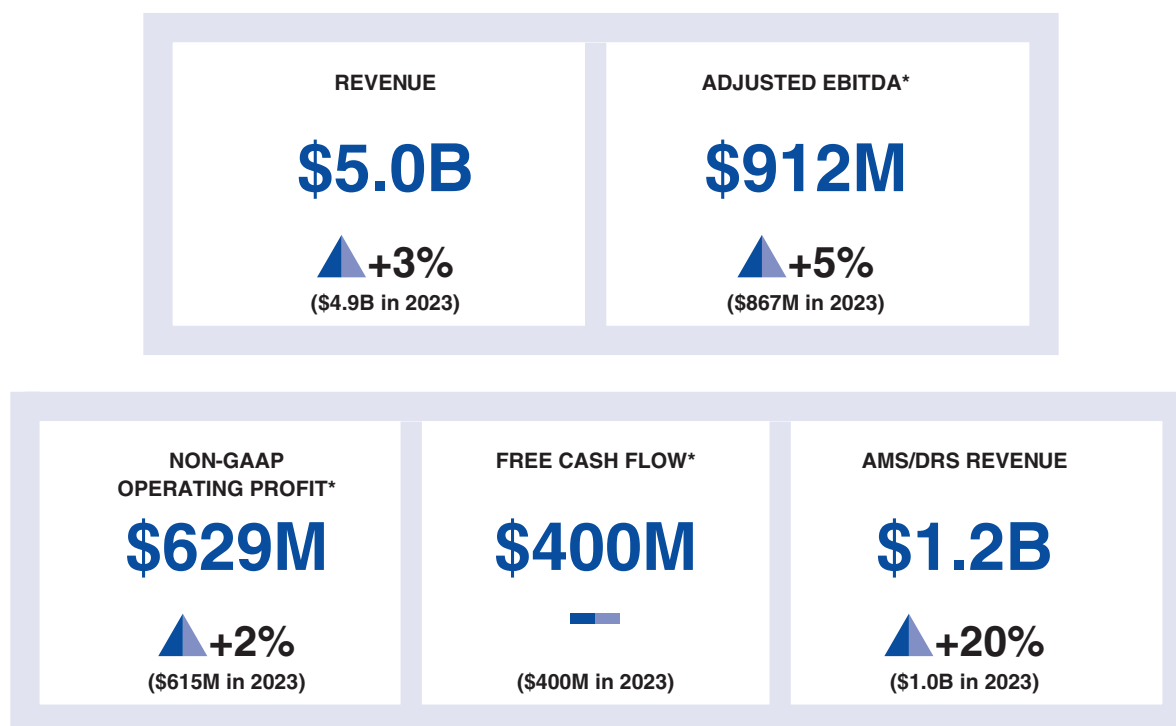 REVENUE
$5.0B
+3%
($4.9B in 2023)
ADJUSTED EBITDA*
$912M
+5%
($867M in 2023)
NON-GAAP
OPERATING PROFIT*
$629M
+2%
($615M in 2023)
FREE CASH FLOW*
$400M
($400M in 2023)
AMS/DRS REVENUE
$1.2B
+20%
($1.0B in 2023)